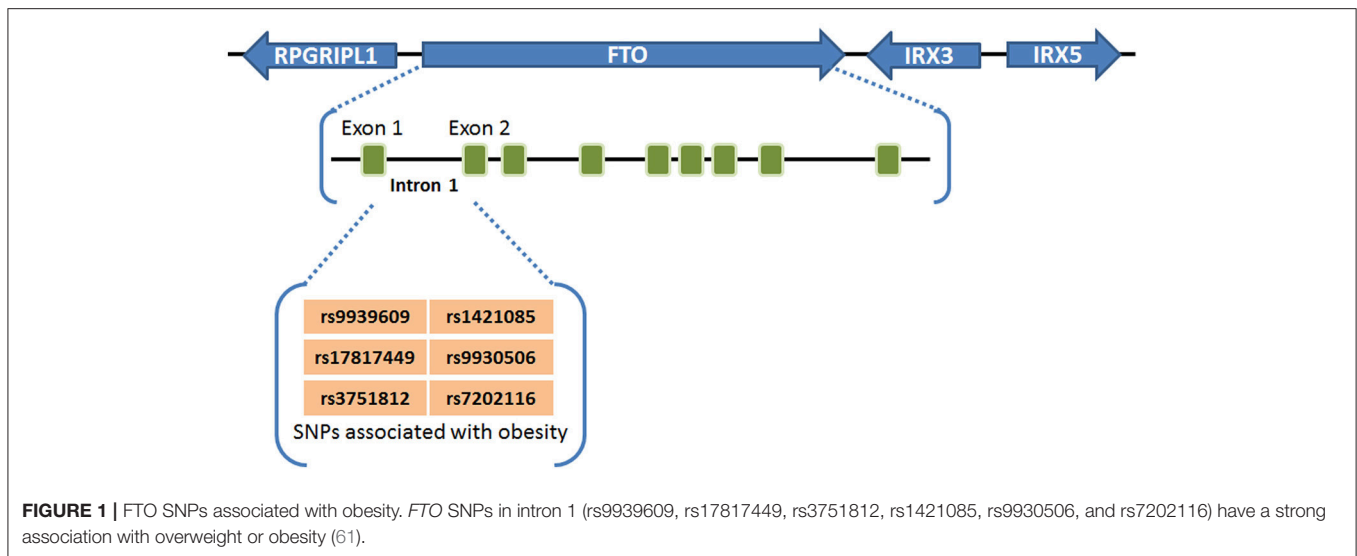 RPGRIPL1 FTO IRX3 IRX5
Exon 1 Exon 2
Intron 1
rs9939609 rs1421085
rs17817449 rs9930506
rs3751812 rs7202116
SNPs associated with obesity
FIGURE 1 | FTO SNPs associated with obesity. FTO SNPs in intron 1 (rs9939609, rs17817449, rs3751812, rs1421085, rs9930506, and rs7202116) have a strong
association with overweight or obesity (61).